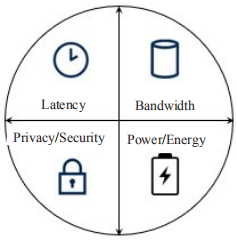 Latency
Bandwidth
Privacy/Security
Power/Energy